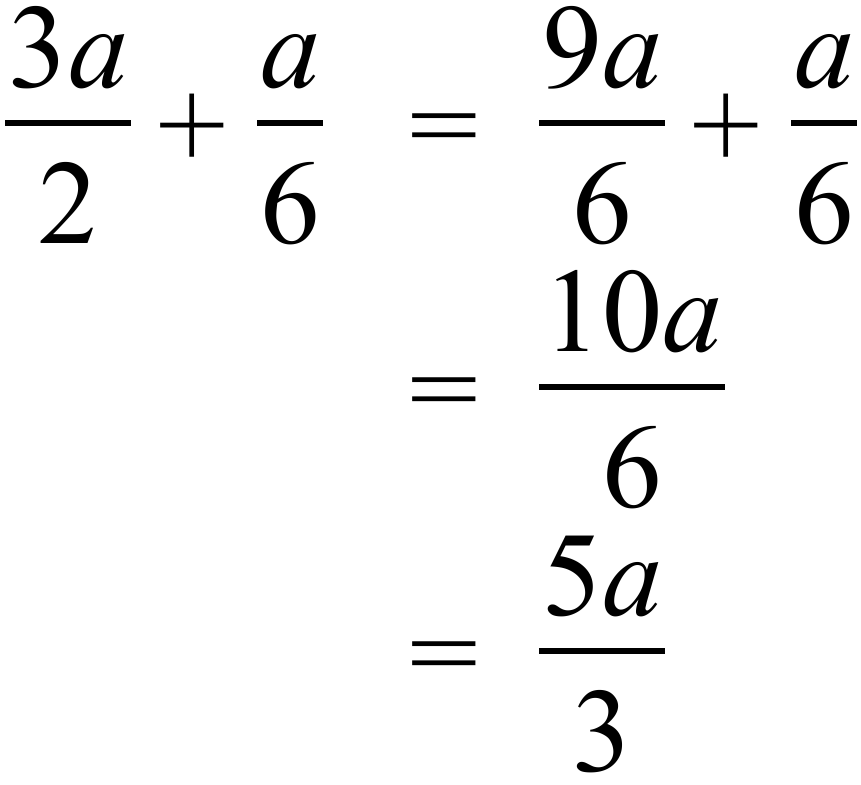 3a/2 + a/6 = 9a/6 + a/6
= 10a/6
= 5a/3